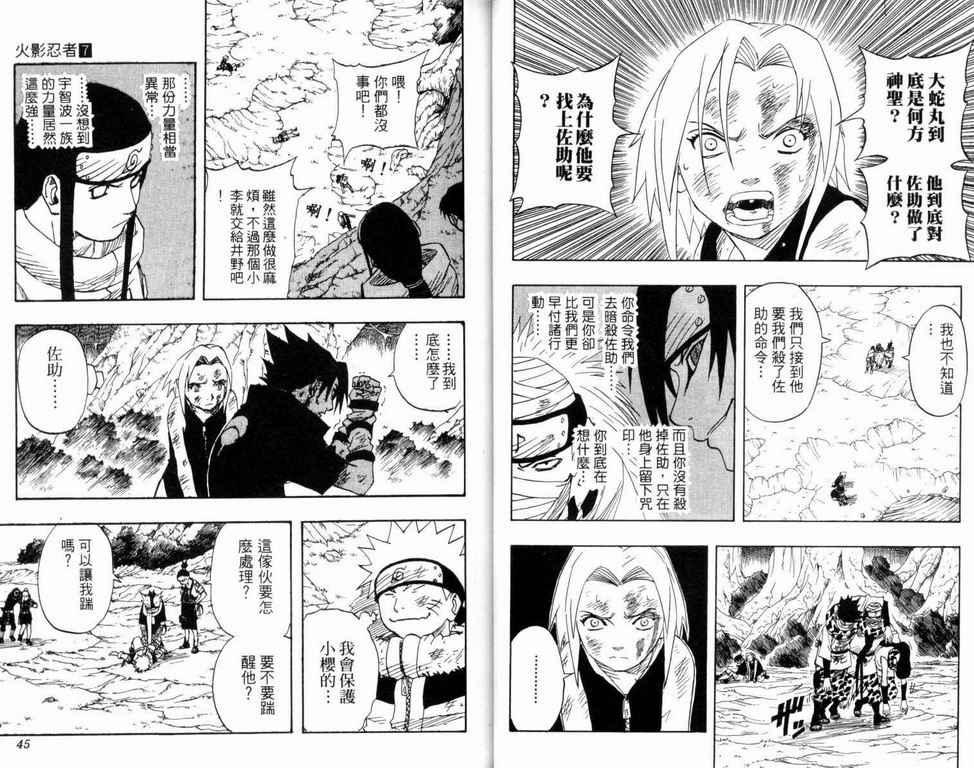 大蛇丸到
底是何方
神聖？
他到底對
佐助做了
什麼？
為什麼他要
找上佐助呢
？
我也不知道
…
我們只接到他
要我們殺了佐
助的命令…
你命令我們
去暗殺佐助
可是你卻
比我們更
早付諸行
動……
而且你沒有殺
掉佐助，只在
他身上留下咒
印……
你到底在
想什麼…
ザッ
………
火影忍者7
喂！
你們都沒
事吧！
唰！
唰！
雖然這麼做很麻
煩，不過那個小
李就交給井野吧
！
……
那份力量相當
異常……
……沒想到
宇智波一族
的力量居然
這麼強……
……我到
底怎麼了
……
佐助……
我會保護
小櫻的…
這傢伙要怎
麼處理？
要不要踹
醒他？
可以讓我踹
嗎？
45